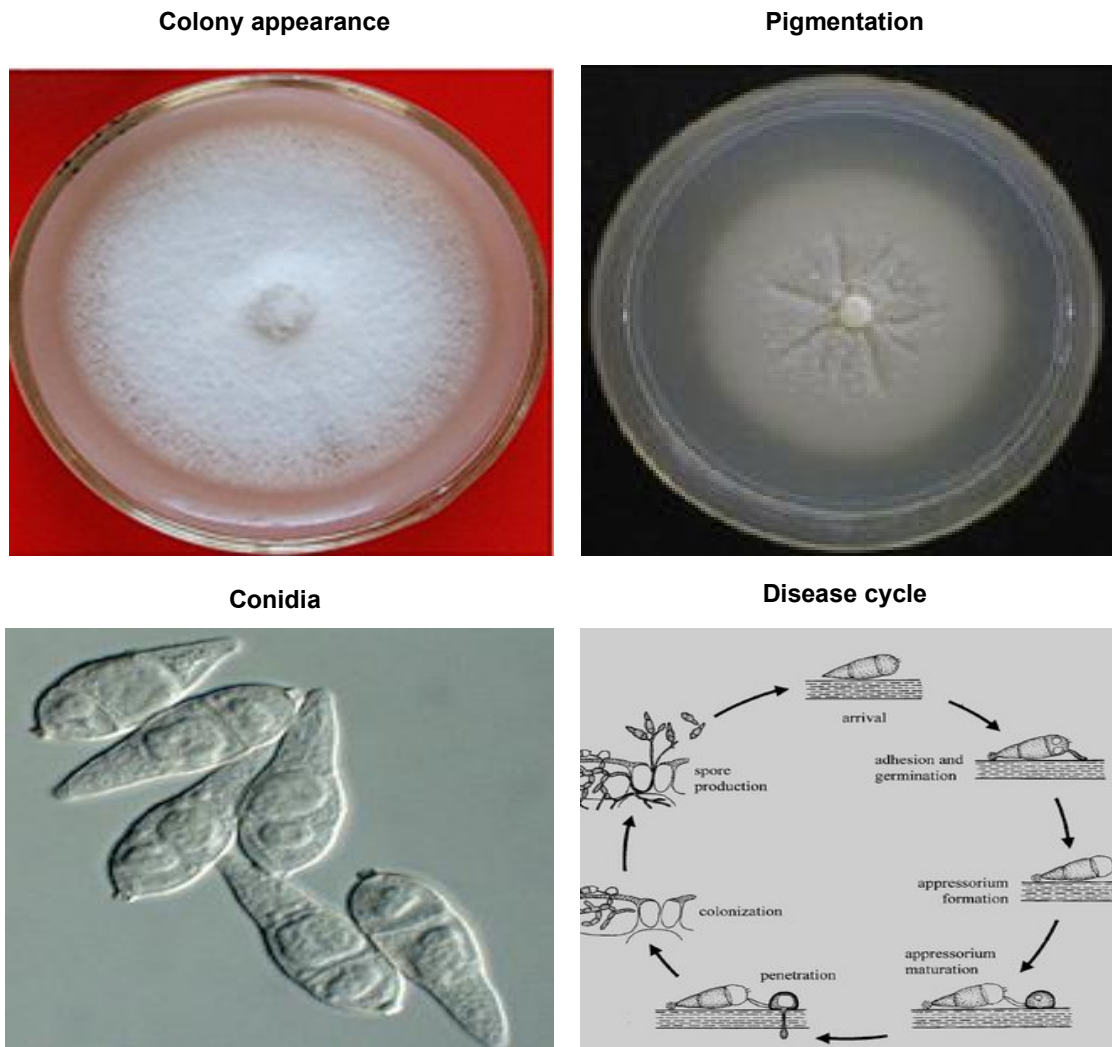 Colony appearance
Pigmentation
Conidia
Disease cycle
arrival
adhesion and
germination
appressorium
formation
appressorium
maturation
penetration
colonization
spore
production